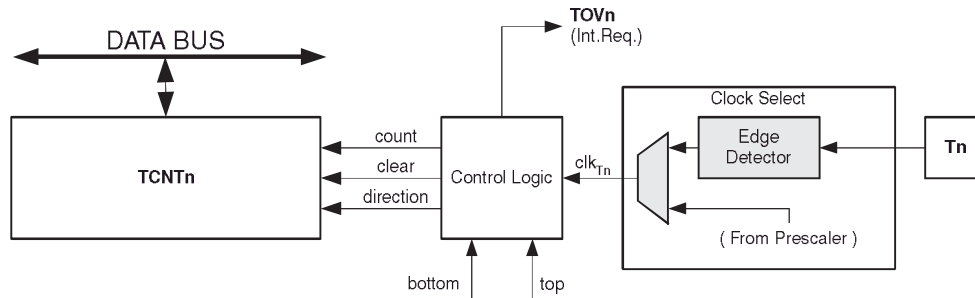 TOVn
(Int.Req.)
DATA BUS
Clock Select
TCNTn
count
clear
direction
Control Logic
clkTn
Edge
Detector
Tn
( From Prescaler )
bottom
top